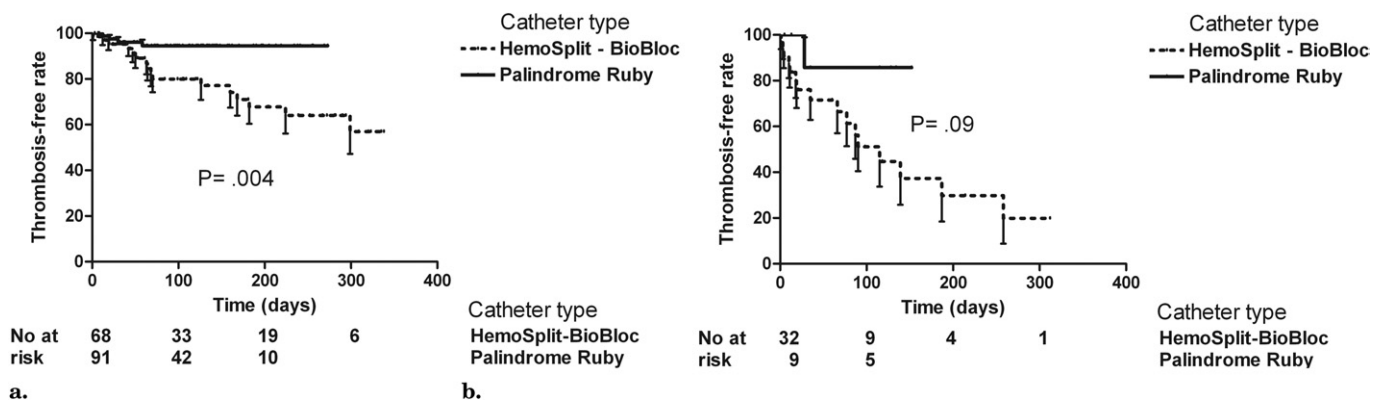 Catheter type
HemoSplit - BioBloc
Palindrome Ruby
Thrombosis-free rate
100
80
60
40
20
0
P= .004
0 100 200 300 400
Time (days)
Catheter type
No at 68 33 19 6 HemoSplit-BioBloc
risk 91 42 10 Palindrome Ruby
a.
Catheter type
HemoSplit - BioBloc
Palindrome Ruby
Thrombosis-free rate
100
80
60
40
20
0
P= .09
0 100 200 300 400
Time (days)
Catheter type
No at 32 9 4 1 HemoSplit-BioBloc
risk 9 5 Palindrome Ruby
b.